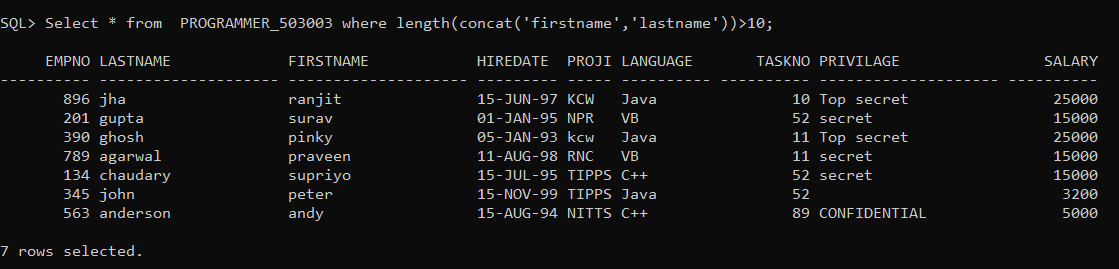 SQL> Select * from  PROGRAMMER_503003 where length(concat('firstname','lastname'))>10;
     EMPNO LASTNAME             FIRSTNAME            HIREDATE  PROJI LANGUAGE       TASKNO PRIVILAGE                SALARY
---------- -------------------- -------------------- --------- ----- ---------- ---------- -------------------- ----------
       896 jha                  ranjit               15-JUN-97 KCW   Java               10 Top secret                25000
       201 gupta                surav                01-JAN-95 NPR   VB                 52 secret                    15000
       390 ghosh                pinky                05-JAN-93 kcw   Java               11 Top secret                25000
       789 agarwal              praveen              11-AUG-98 RNC   VB                 11 secret                    15000
       134 chaudary             supriyo              15-JUL-95 TIPPS C++                52 secret                    15000
       345 john                 peter                15-NOV-99 TIPPS Java               52                            3200
       563 anderson             andy                 15-AUG-94 NITTS C++                89 CONFIDENTIAL               5000
7 rows selected.